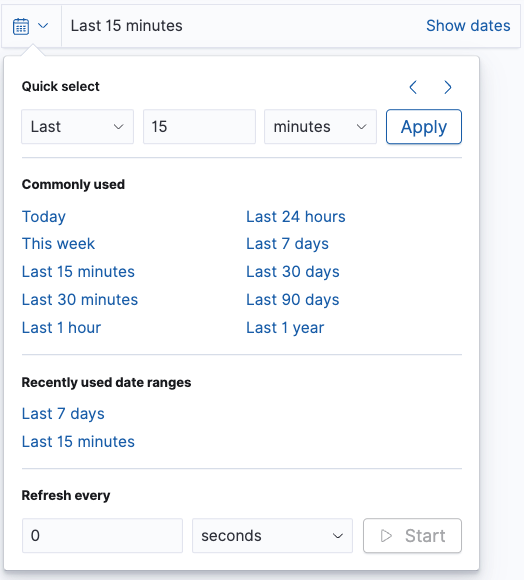 Last 15 minutes Show dates
Quick select
Last 15 minutes Apply
Commonly used
Today Last 24 hours
This week Last 7 days
Last 15 minutes Last 30 days
Last 30 minutes Last 90 days
Last 1 hour Last 1 year
Recently used date ranges
Last 7 days
Last 15 minutes
Refresh every
0 seconds Start